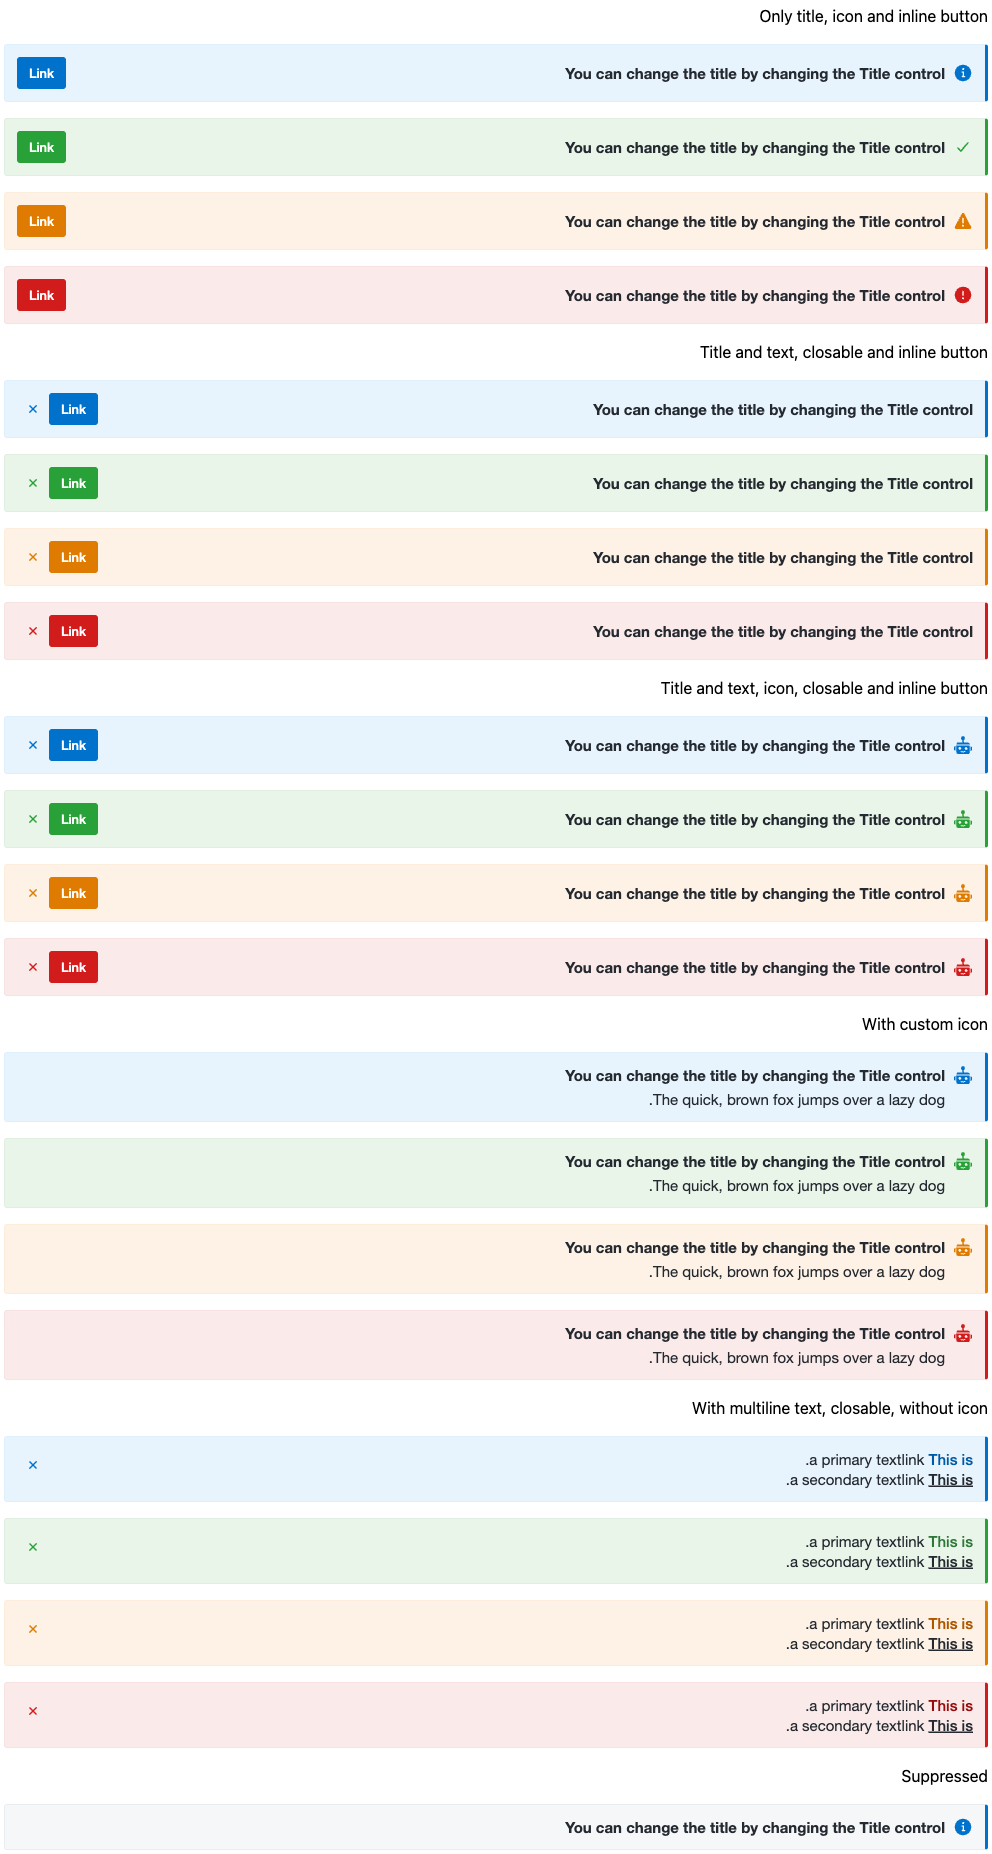 Only title, icon and inline button
You can change the title by changing the Title control Link
You can change the title by changing the Title control Link
You can change the title by changing the Title control Link
You can change the title by changing the Title control Link
Title and text, closable and inline button
You can change the title by changing the Title control Link
You can change the title by changing the Title control Link
You can change the title by changing the Title control Link
You can change the title by changing the Title control Link
Title and text, icon, closable and inline button
You can change the title by changing the Title control Link
You can change the title by changing the Title control Link
You can change the title by changing the Title control Link
You can change the title by changing the Title control Link
With custom icon
You can change the title by changing the Title control
.The quick, brown fox jumps over a lazy dog
You can change the title by changing the Title control
.The quick, brown fox jumps over a lazy dog
You can change the title by changing the Title control
.The quick, brown fox jumps over a lazy dog
You can change the title by changing the Title control
.The quick, brown fox jumps over a lazy dog
With multiline text, closable, without icon
.a primary textlink This is
.a secondary textlink This is
.a primary textlink This is
.a secondary textlink This is
.a primary textlink This is
.a secondary textlink This is
.a primary textlink This is
.a secondary textlink This is
Suppressed
You can change the title by changing the Title control